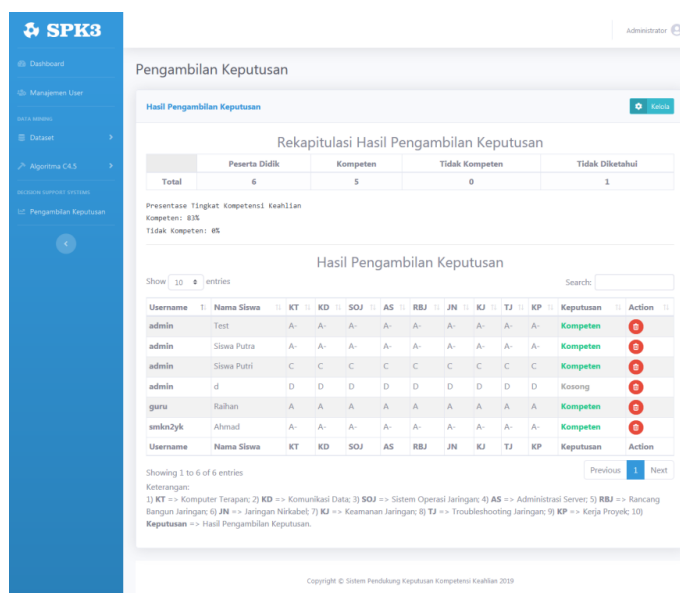 SPK3
Administrator
Dashboard
Manajemen User
DATA MINING
Dataset
Algoritma C4.5
DECISION SUPPORT SYSTEMS
Pengambilan Keputusan
Pengambilan Keputusan
Hasil Pengambilan Keputusan
Kelola
Rekapitulasi Hasil Pengambilan Keputusan
Peserta Didik Kompeten Tidak Kompeten Tidak Diketahui
Total 6 5 0 1
Presentase Tingkat Kompetensi Keahlian
Kompeten: 83%
Tidak Kompeten: 0%
Hasil Pengambilan Keputusan
Show 10 entries Search:
Username Nama Siswa KT KD SOJ AS RBJ JN KJ TJ KP Keputusan Action
admin Test A- A- A- A- A- A- A- A- A- Kompeten
admin Siswa Putra A- A- A- A- A- A- A- A- A- Kompeten
admin Siswa Putri C C C C C C C C C Kompeten
admin d D D D D D D D D D Kosong
guru Raihan A A A A A A A A A Kompeten
smkn2yk Ahmad A- A- A- A- A- A- A- A- A- Kompeten
Username Nama Siswa KT KD SOJ AS RBJ JN KJ TJ KP Keputusan Action
Showing 1 to 6 of 6 entries
Previous 1 Next
Keterangan:
1) KT => Komputer Terapan; 2) KD => Komunikasi Data; 3) SOJ => Sistem Operasi Jaringan; 4) AS => Administrasi Server; 5) RBJ => Rancang
Bangun Jaringan; 6) JN => Jaringan Nirkabel; 7) KJ => Keamanan Jaringan; 8) TJ => Troubleshooting Jaringan; 9) KP => Kerja Proyek; 10)
Keputusan => Hasil Pengambilan Keputusan.
Copyright © Sistem Pendukung Keputusan Kompetensi Keahlian 2019